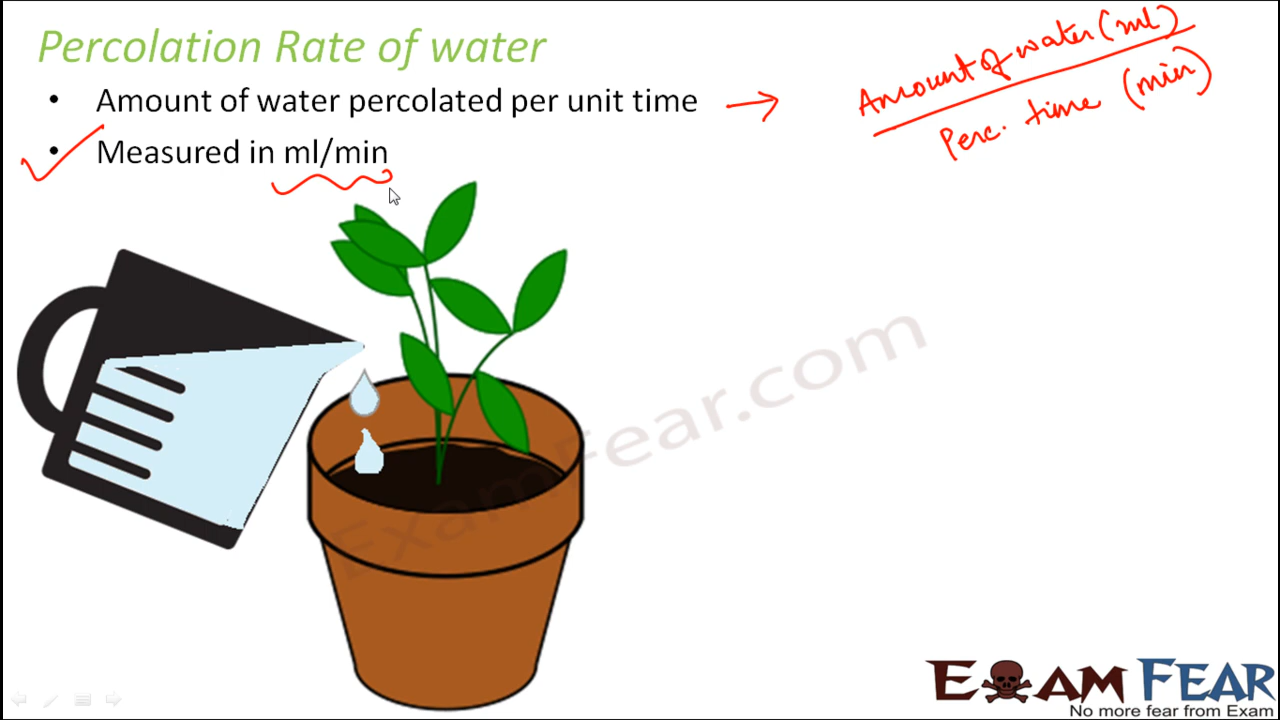 Percolation Rate of water
• Amount of water percolated per unit time → Amount of water (ml)
Perc. time (min)
• Measured in ml/min
ExamFear.com
EXAM FEAR
No more fear from Exam